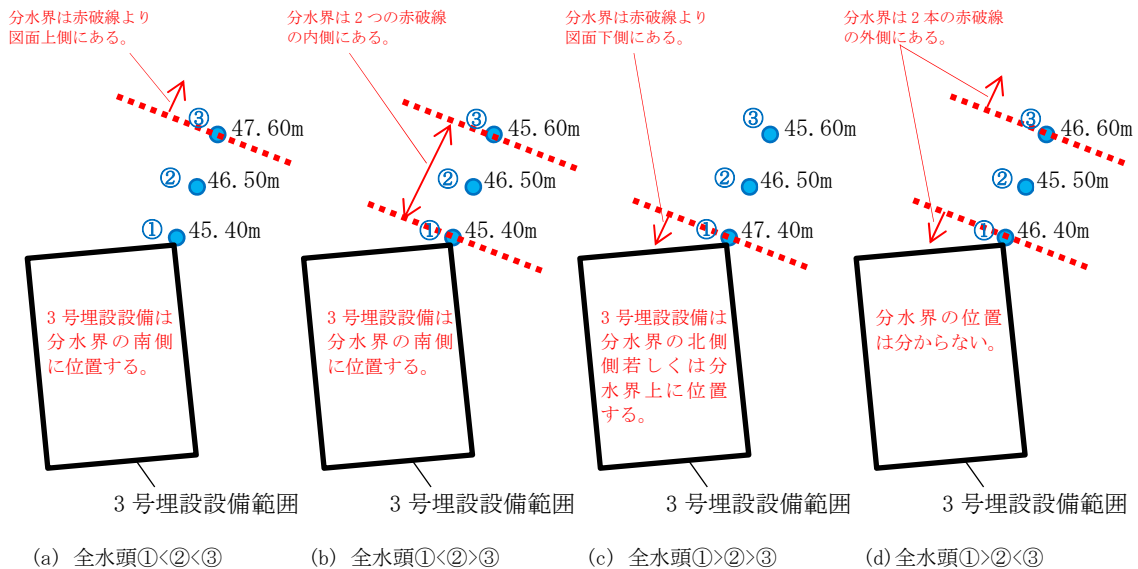 分水界は赤破線より
図面上側にある。
③
47.60m
②
46.50m
①
45.40m
3 号埋設設備は
分水界の南側
に位置する。
3 号埋設設備範囲
(a) 全水頭①<②<③
分水界は 2 つの赤破線
の内側にある。
③
45.60m
②
46.50m
①
45.40m
3 号埋設設備は
分水界の南側
に位置する。
3 号埋設設備範囲
(b) 全水頭①<②>③
分水界は赤破線より
図面下側にある。
③
45.60m
②
46.50m
①
47.40m
3 号埋設設備は
分水界の北側
側若しくは分
水界上に位置
する。
3 号埋設設備範囲
(c) 全水頭①>②>③
分水界は 2 本の赤破線
の外側にある。
③
46.60m
②
45.50m
①
46.40m
分水界の位置
は分からない。
3 号埋設設備範囲
(d) 全水頭①>②<③